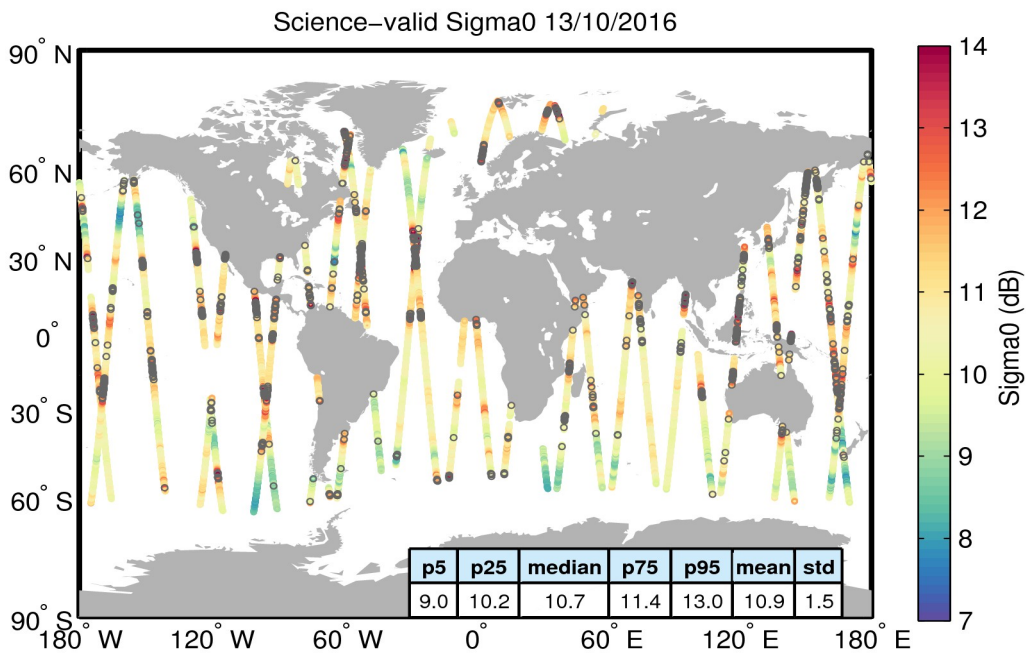 Science−valid Sigma0 13/10/2016
90° N
60° N
30° N
0°
30° S
60° S
90° S
180° W
120° W
60° W
0°
60° E
120° E
180° E
p5 p25 median p75 p95 mean std
9.0 10.2 10.7 11.4 13.0 10.9 1.5
14
13
12
11
10
9
8
7
Sigma0 (dB)